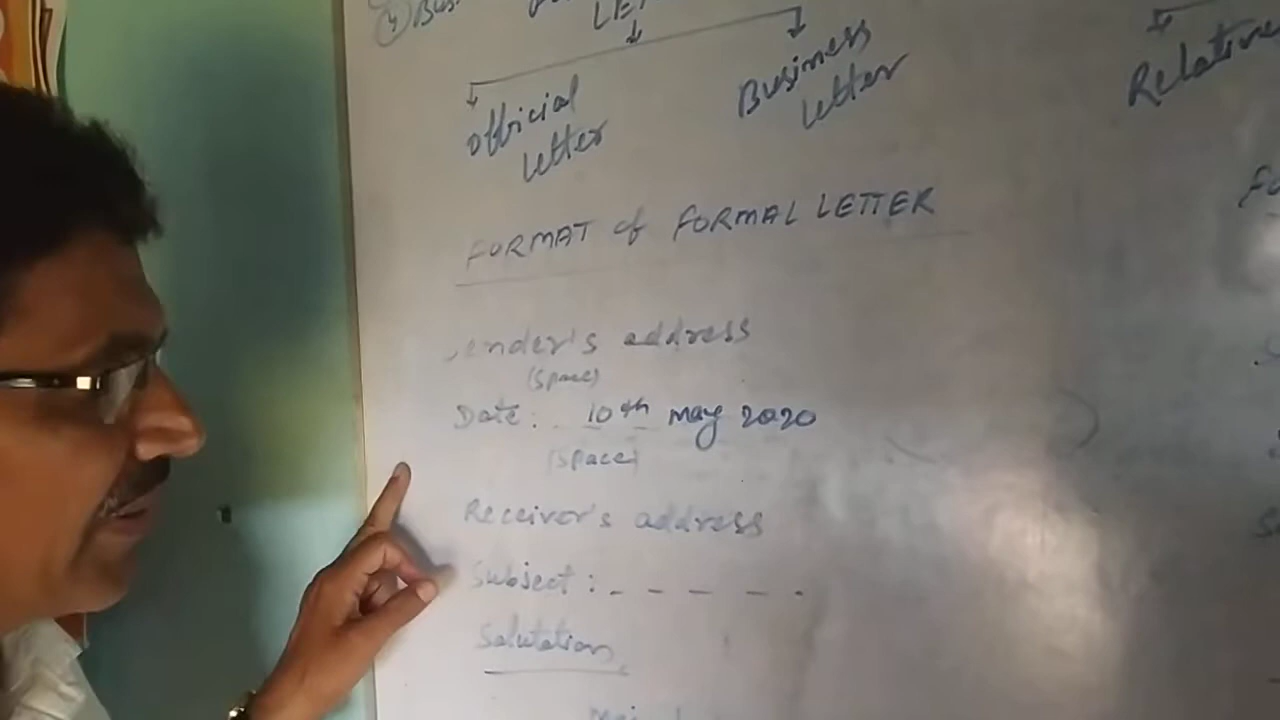 Official
letter
Business
letter
Relative
FORMAT of FORMAL LETTER
Sender's address
(space)
Date: 10th May 2020
(space)
Receiver's address
Subject: - - - - -
Salutation